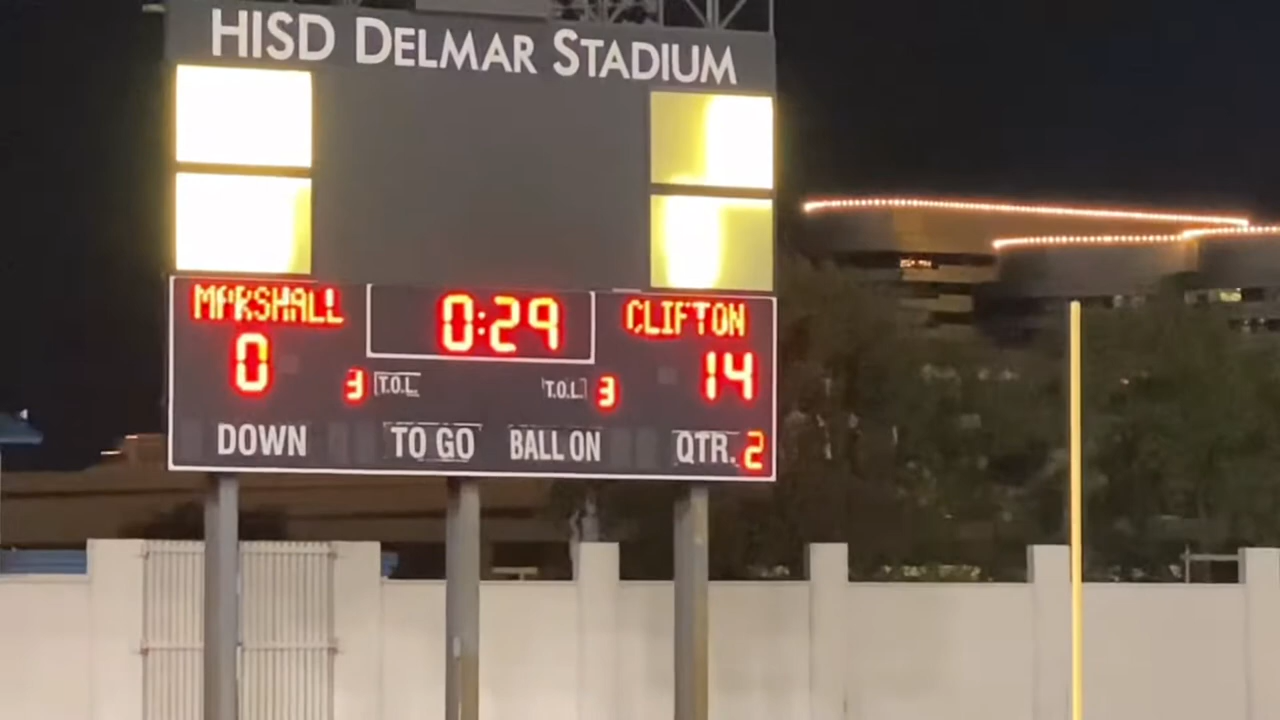 HISD DELMAR STADIUM
MARSHALL 0:29 CLIFTON
0 14
3 T.O.L. T.O.L. 3
DOWN TO GO BALL ON QTR. 2